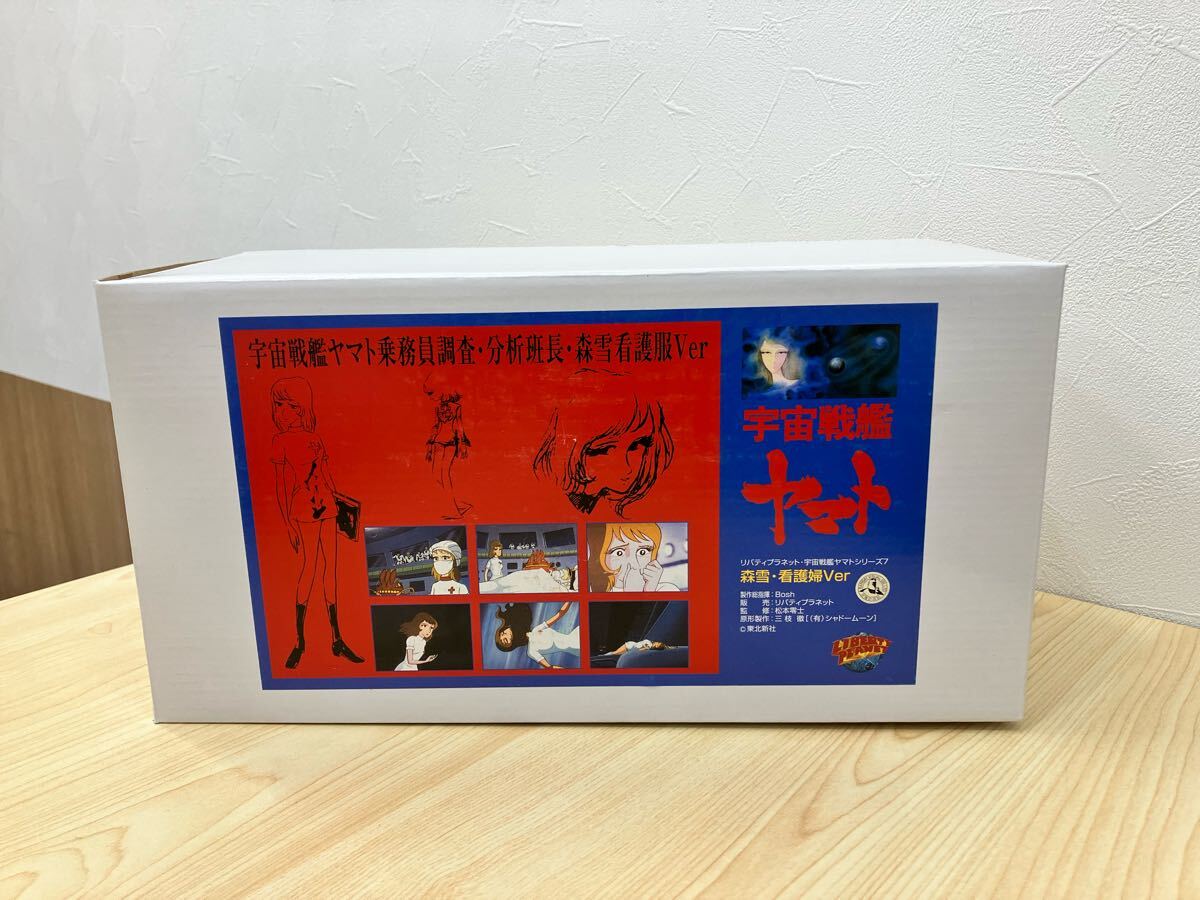 宇宙戦艦ヤマト乗務員調査・分析班長・森雪看護服Ver
宇宙戦艦
ヤマト
リバティプラネット・宇宙戦艦ヤマトシリーズ7
森雪・看護婦Ver
製作総指揮:Bosh
販　売:リバティプラネット
監　修:松本零士
原形製作:三枝 徹[(有)シャドームーン]
©東北新社
LIBERTY
PLANET